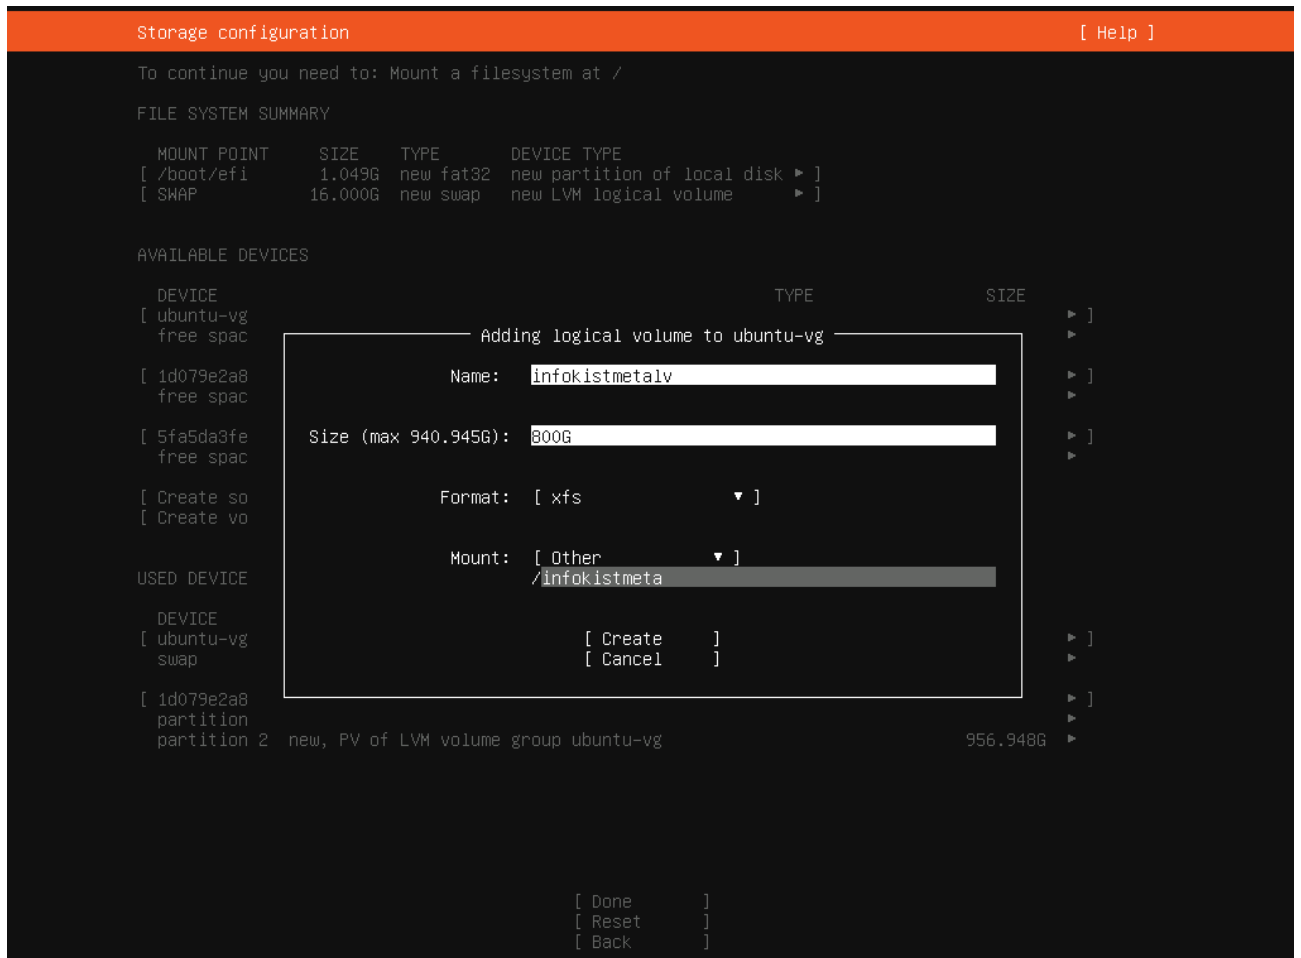 Storage configuration [ Help ]
To continue you need to: Mount a filesystem at /
FILE SYSTEM SUMMARY
MOUNT POINT SIZE TYPE DEVICE TYPE
[ /boot/efi 1.049G new fat32 new partition of local disk ▸ ]
[ SWAP 16.000G new swap new LVM logical volume ▸ ]
AVAILABLE DEVICES
DEVICE TYPE SIZE
[ ubuntu-vg ▸ ]
free spac ▸
Adding logical volume to ubuntu-vg
[ 1d079e2a8 ▸ ]
Name: infokistmetalv
free spac ▸
[ 5fa5da3fe ▸ ]
Size (max 940.945G): 800G
free spac ▸
[ Create so
Format: [ xfs ▾ ]
[ Create vo
Mount: [ Other ▾ ]
/infokistmeta
USED DEVICE
DEVICE
[ ubuntu-vg ▸ ]
[ Create ]
swap ▸
[ Cancel ]
[ 1d079e2a8 ▸ ]
partition ▸
partition 2 new, PV of LVM volume group ubuntu-vg 956.948G ▸
[ Done ]
[ Reset ]
[ Back ]